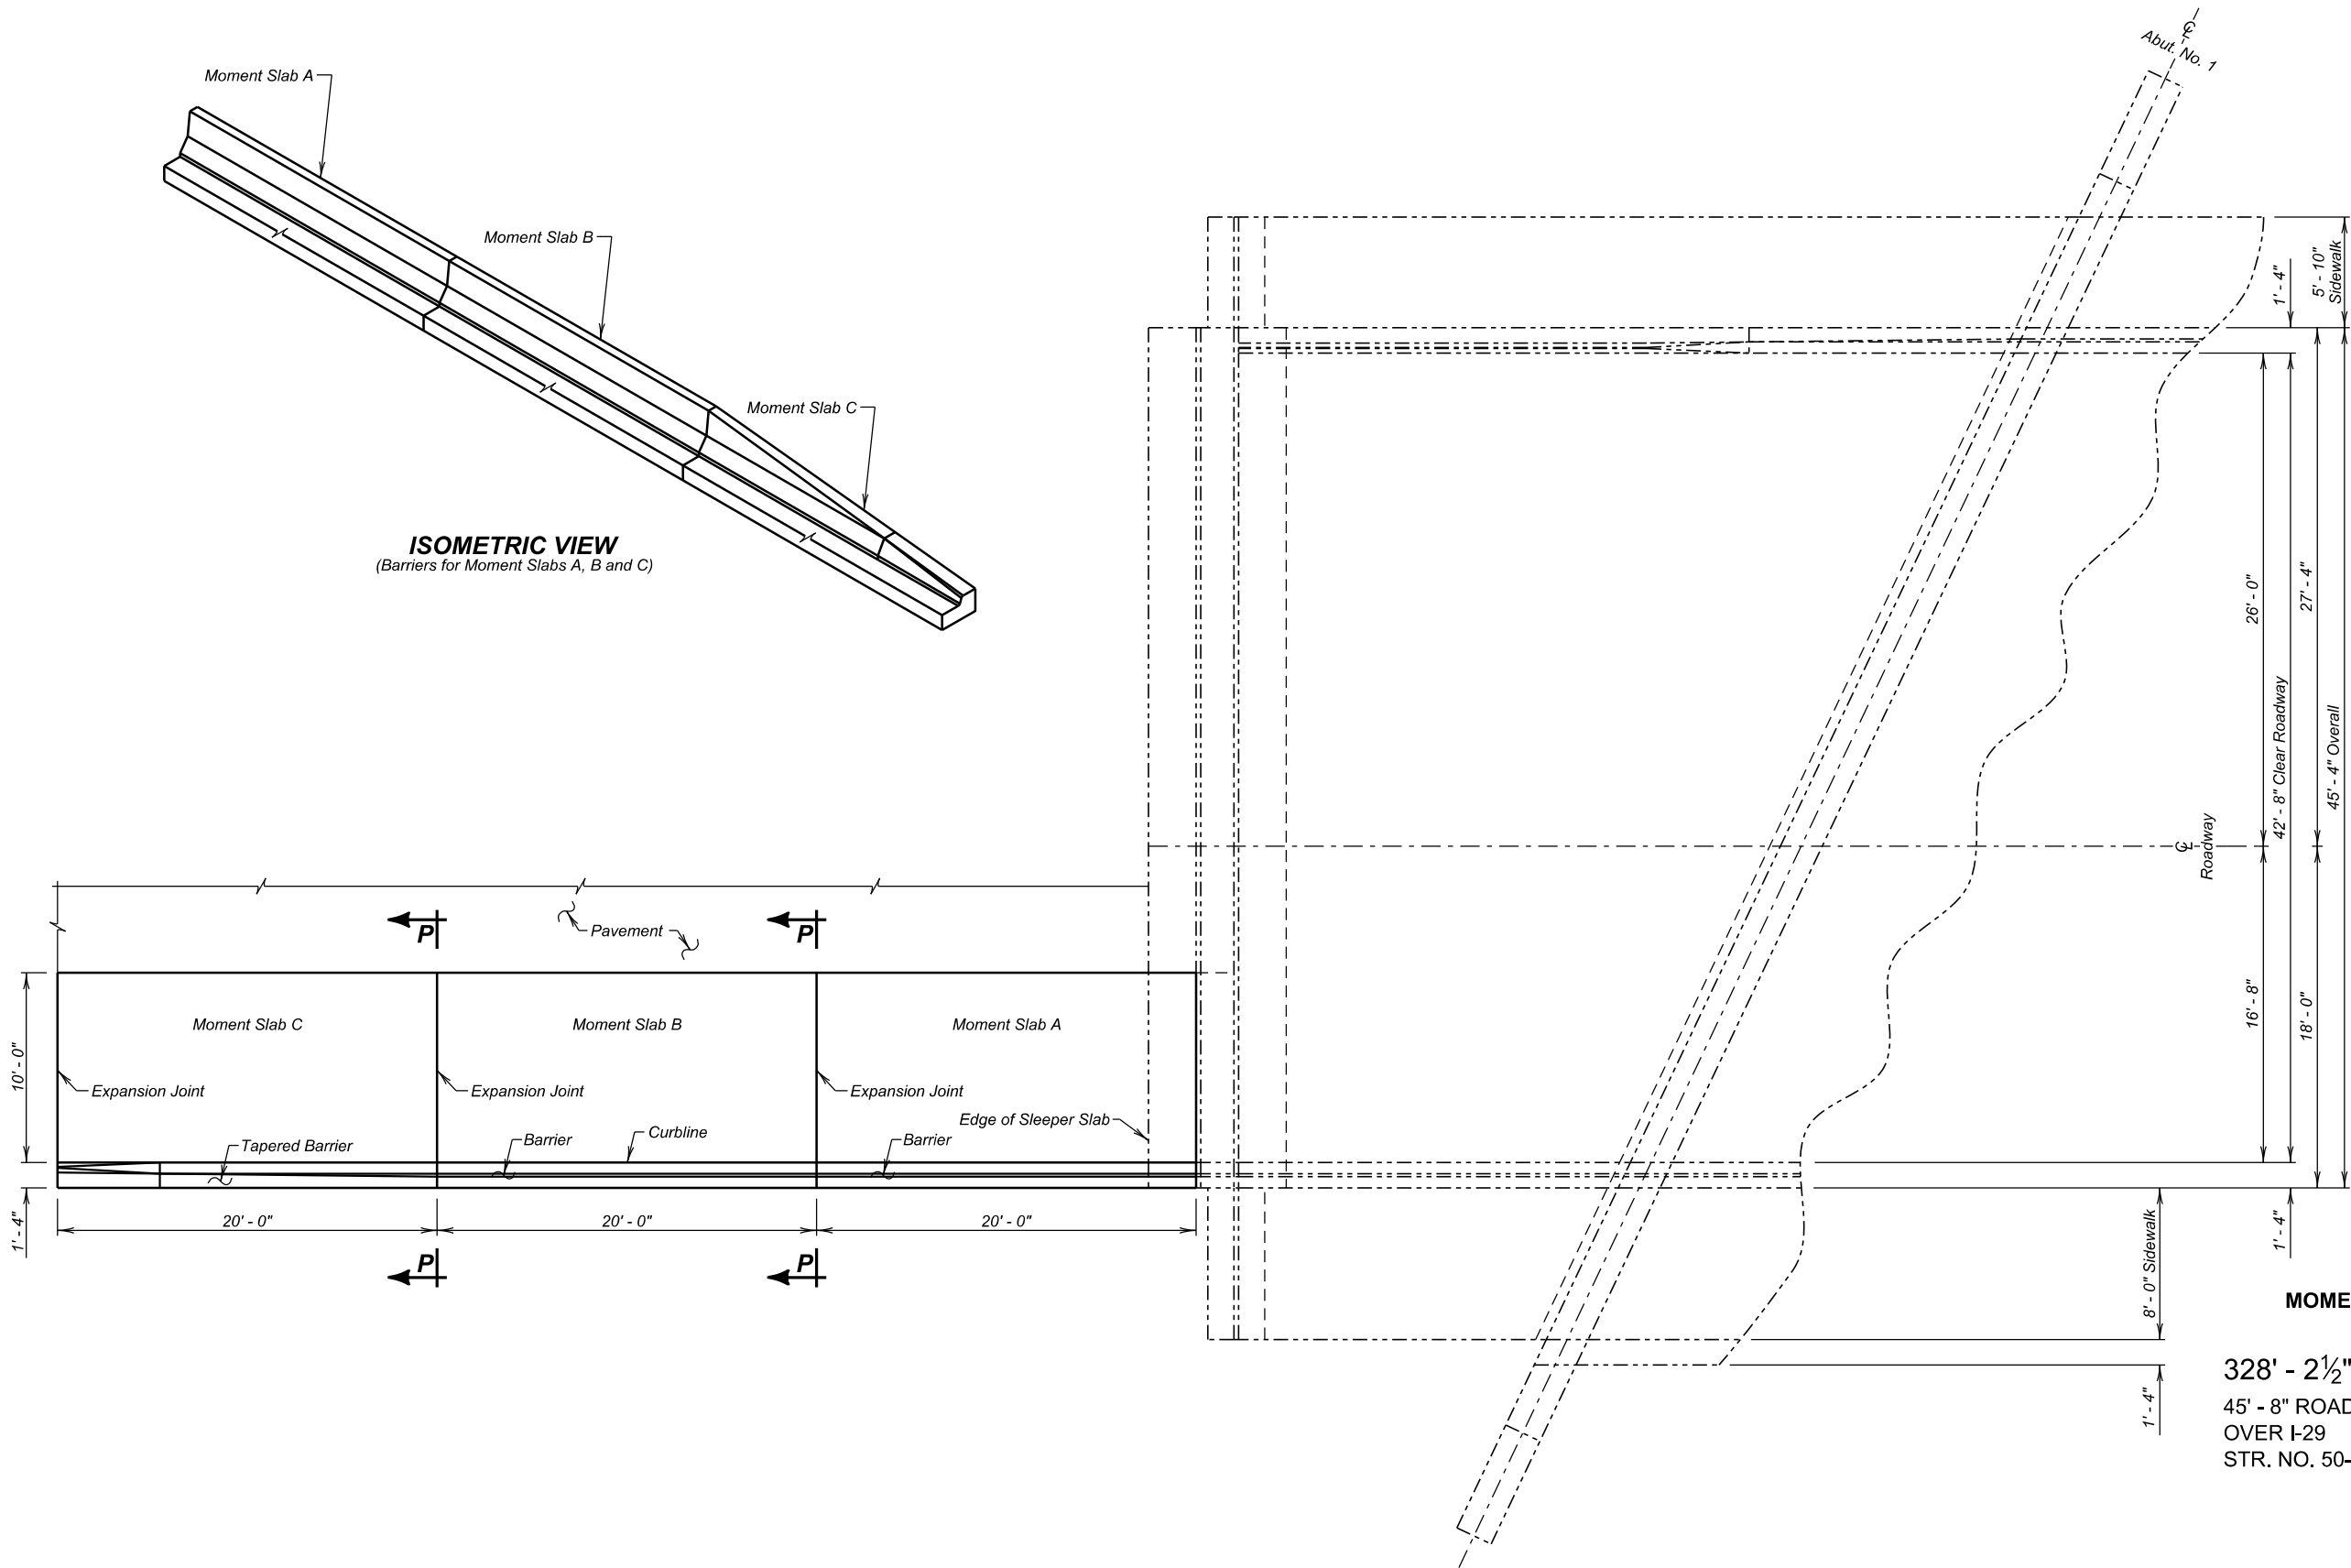 ℄
Abut. No. 1
Moment Slab A
Moment Slab B
Moment Slab C
ISOMETRIC VIEW
(Barriers for Moment Slabs A, B and C)
1' - 4"
5' - 10"
Sidewalk
26' - 0"
42' - 8" Clear Roadway
27' - 4"
45' - 4" Overall
℄
Roadway
16' - 8"
18' - 0"
P
P
Pavement
10' - 0"
Moment Slab C
Moment Slab B
Moment Slab A
Expansion Joint
Expansion Joint
Expansion Joint
Edge of Sleeper Slab
Tapered Barrier
Barrier
Curbline
Barrier
1' - 4"
20' - 0"
20' - 0"
20' - 0"
P
P
8' - 0" Sidewalk
1' - 4"
1' - 4"
MOME
328' - 2½"
45' - 8" ROAD
OVER I-29
STR. NO. 50-